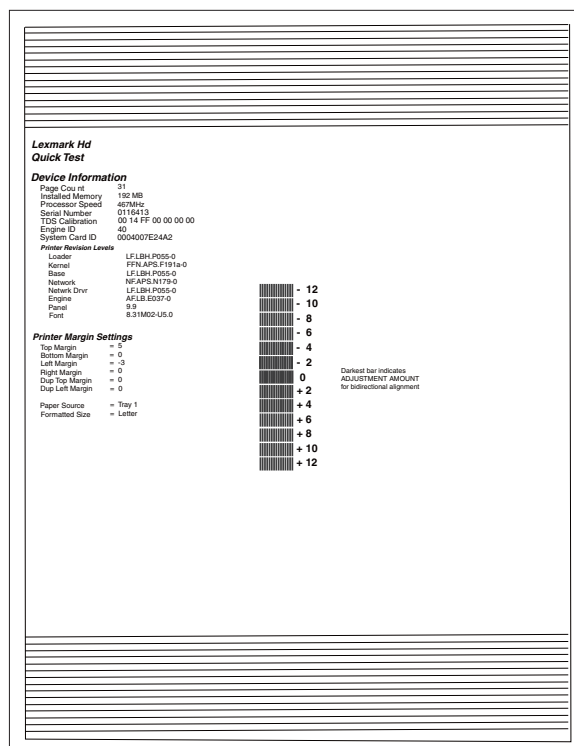 Lexmark Hd
Quick Test
Device Information
Page Cou nt 31
Installed Memory 192 MB
Processor Speed 467MHz
Serial Number 0116413
TDS Calibration 00 14 FF 00 00 00 00
Engine ID 40
System Card ID 0004007E24A2
Printer Revision Levels
Loader LF.LBH.P055-0
Kernel FFN.APS.F191a-0
Base LF.LBH.P055-0
Network NF.APS.N179-0
Netwrk Drvr LF.LBH.P055-0
Engine AF.LB.E037-0
Panel 9.9
Font 8.31M02-U5.0
Printer Margin Settings
Top Margin = 5
Bottom Margin = 0
Left Margin = -3
Right Margin = 0
Dup Top Margin = 0
Dup Left Margin = 0
Paper Source = Tray 1
Formatted Size = Letter
- 12
- 10
- 8
- 6
- 4
- 2
0
+ 2
+ 4
+ 6
+ 8
+ 10
+ 12
Darkest bar indicates
ADJUSTMENT AMOUNT
for bidirectional alignment